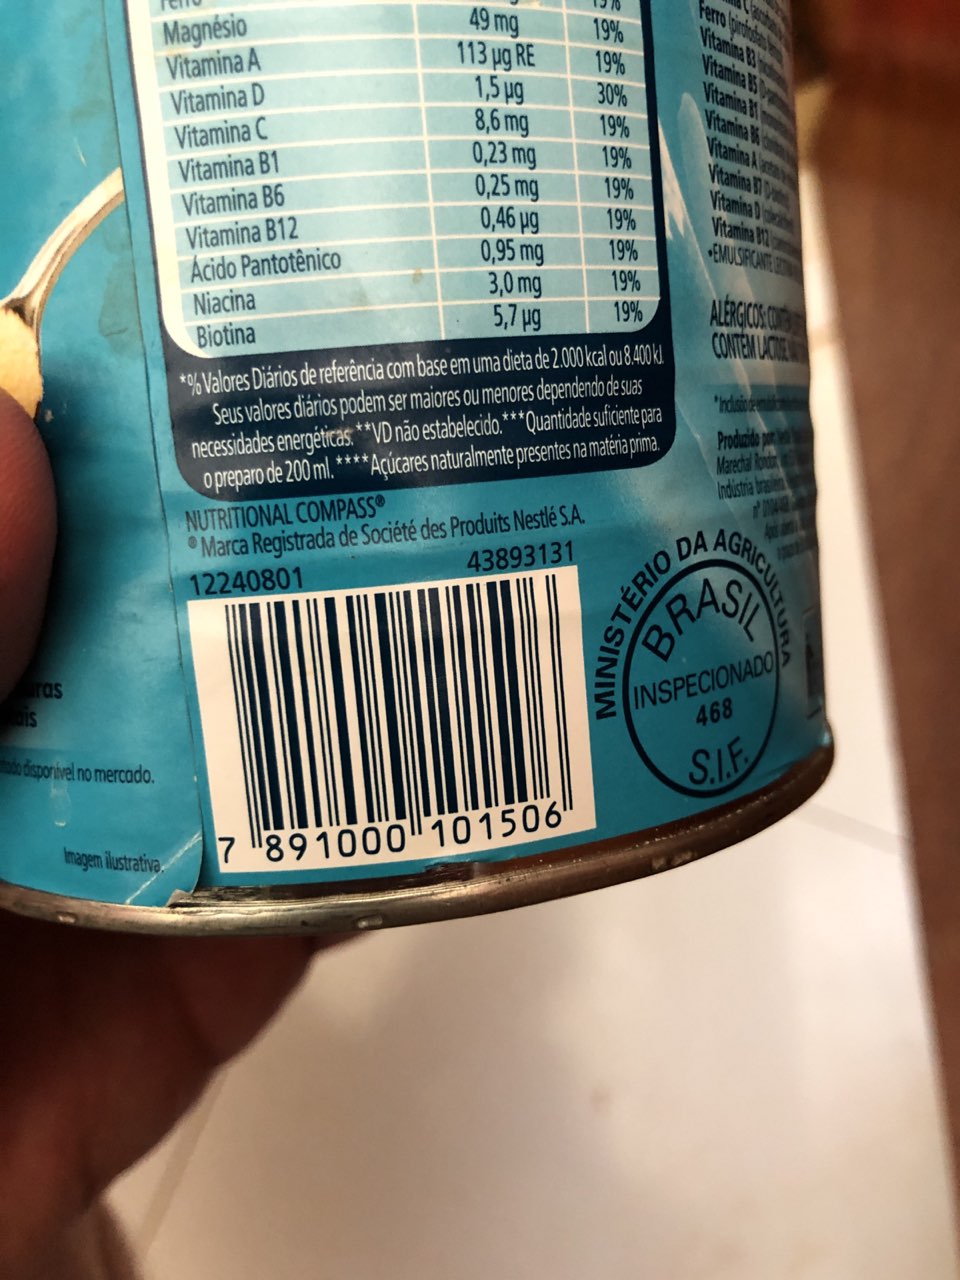 Magnésio 49 mg 19%
Vitamina A 113 µg RE 19%
Vitamina D 1,5 µg 30%
Vitamina C 8,6 mg 19%
Vitamina B1 0,23 mg 19%
Vitamina B6 0,25 mg 19%
Vitamina B12 0,46 µg 19%
Ácido Pantotênico 0,95 mg 19%
Niacina 3,0 mg 19%
Biotina 5,7 µg 19%
*% Valores Diários de referência com base em uma dieta de 2.000 kcal ou 8.400 kJ.
Seus valores diários podem ser maiores ou menores dependendo de suas
necessidades energéticas. **VD não estabelecido. ***Quantidade suficiente para
o preparo de 200 ml. ****Açúcares naturalmente presentes na matéria prima.
NUTRITIONAL COMPASS®
® Marca Registrada de Société des Produits Nestlé S.A.
12240801 43893131
7 891000 101506
disponível no mercado.
Imagem ilustrativa.
Ferro
Vitamina B3
Vitamina B5
Vitamina B1
Vitamina B6
Vitamina A
Vitamina B7
Vitamina D
Vitamina B12
•EMULSIFICANTE
ALÉRGICOS:
CONTÉM
Produzido por:
Marechal
Indústria
MINISTÉRIO DA AGRICULTURA
BRASIL
INSPECIONADO
468
S.I.F.